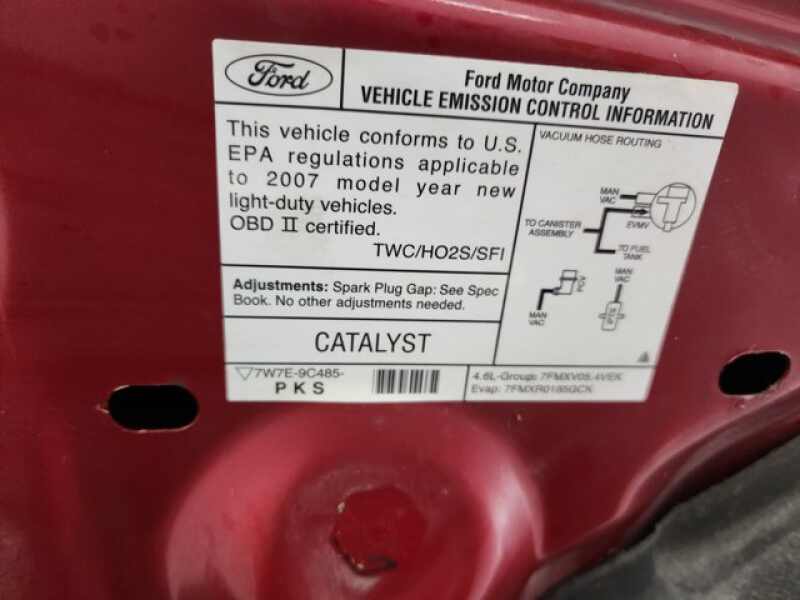 Ford
Ford Motor Company
VEHICLE EMISSION CONTROL INFORMATION
This vehicle conforms to U.S.
EPA regulations applicable
to 2007 model year new
light-duty vehicles.
OBD II certified.
TWC/HO2S/SFI
Adjustments: Spark Plug Gap: See Spec
Book. No other adjustments needed.
CATALYST
7W7E-9C485-
P K S
VACUUM HOSE ROUTING
MAN
VAC
EVMV
TO CANISTER
ASSEMBLY
TO FUEL
TANK
PCV
MAN
VAC
MAN
VAC
4.6L-Group: 7FMXV05.4VEK
Evap: 7FMXR0185GCK